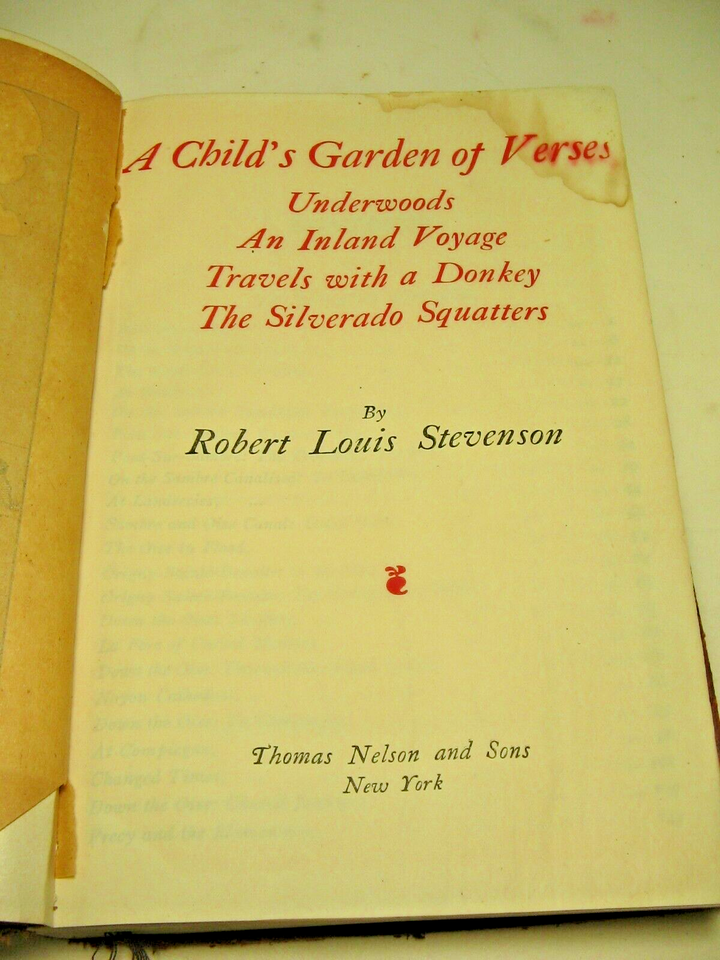 A Child's Garden of Verses
Underwoods
An Inland Voyage
Travels with a Donkey
The Silverado Squatters
By
Robert Louis Stevenson
Thomas Nelson and Sons
New York